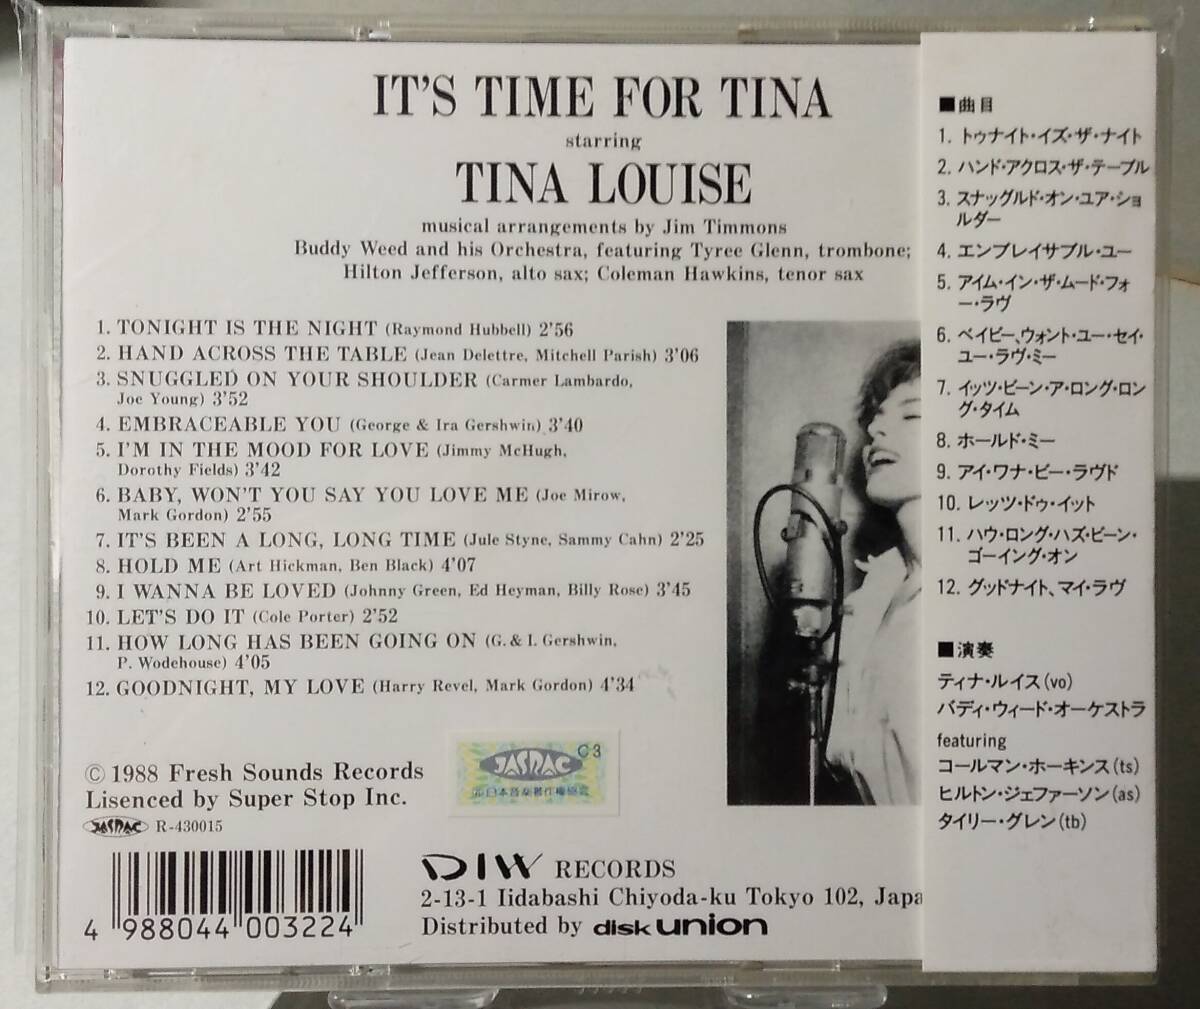 IT'S TIME FOR TINA
starring
TINA LOUISE
musical arrangements by Jim Timmons
Buddy Weed and his Orchestra, featuring Tyree Glenn, trombone;
Hilton Jefferson, alto sax; Coleman Hawkins, tenor sax
1. TONIGHT IS THE NIGHT (Raymond Hubbell) 2'56
2. HAND ACROSS THE TABLE (Jean Delettre, Mitchell Parish) 3'06
3. SNUGGLED ON YOUR SHOULDER (Carmer Lambardo,
Joe Young) 3'52
4. EMBRACEABLE YOU (George & Ira Gershwin) 3'40
5. I'M IN THE MOOD FOR LOVE (Jimmy McHugh,
Dorothy Fields) 3'42
6. BABY, WON'T YOU SAY YOU LOVE ME (Joe Mirow,
Mark Gordon) 2'55
7. IT'S BEEN A LONG, LONG TIME (Jule Styne, Sammy Cahn) 2'25
8. HOLD ME (Art Hickman, Ben Black) 4'07
9. I WANNA BE LOVED (Johnny Green, Ed Heyman, Billy Rose) 3'45
10. LET'S DO IT (Cole Porter) 2'52
11. HOW LONG HAS BEEN GOING ON (G. & I. Gershwin,
P. Wodehouse) 4'05
12. GOODNIGHT, MY LOVE (Harry Revel, Mark Gordon) 4'34
© 1988 Fresh Sounds Records
Lisenced by Super Stop Inc.
JASRAC R-430015
C3
JASRAC
日本音楽著作権協会
4 988044 003224
DIW RECORDS
2-13-1 Iidabashi Chiyoda-ku Tokyo 102, Japa
Distributed by disk union
■曲目
1. トゥナイト・イズ・ザ・ナイト
2. ハンド・アクロス・ザ・テーブル
3. スナッグルド・オン・ユア・ショ
ルダー
4. エンブレイサブル・ユー
5. アイム・イン・ザ・ムード・フォ
ー・ラヴ
6. ベイビー、ウォント・ユー・セイ・
ユー・ラヴ・ミー
7. イッツ・ビーン・ア・ロング・ロン
グ・タイム
8. ホールド・ミー
9. アイ・ワナ・ビー・ラヴド
10. レッツ・ドゥ・イット
11. ハウ・ロング・ハズ・ビーン・
ゴーイング・オン
12. グッドナイト、マイ・ラヴ
■演奏
ティナ・ルイス(vo)
バディ・ウィード・オーケストラ
featuring
コールマン・ホーキンス(ts)
ヒルトン・ジェファーソン(as)
タイリー・グレン(tb)